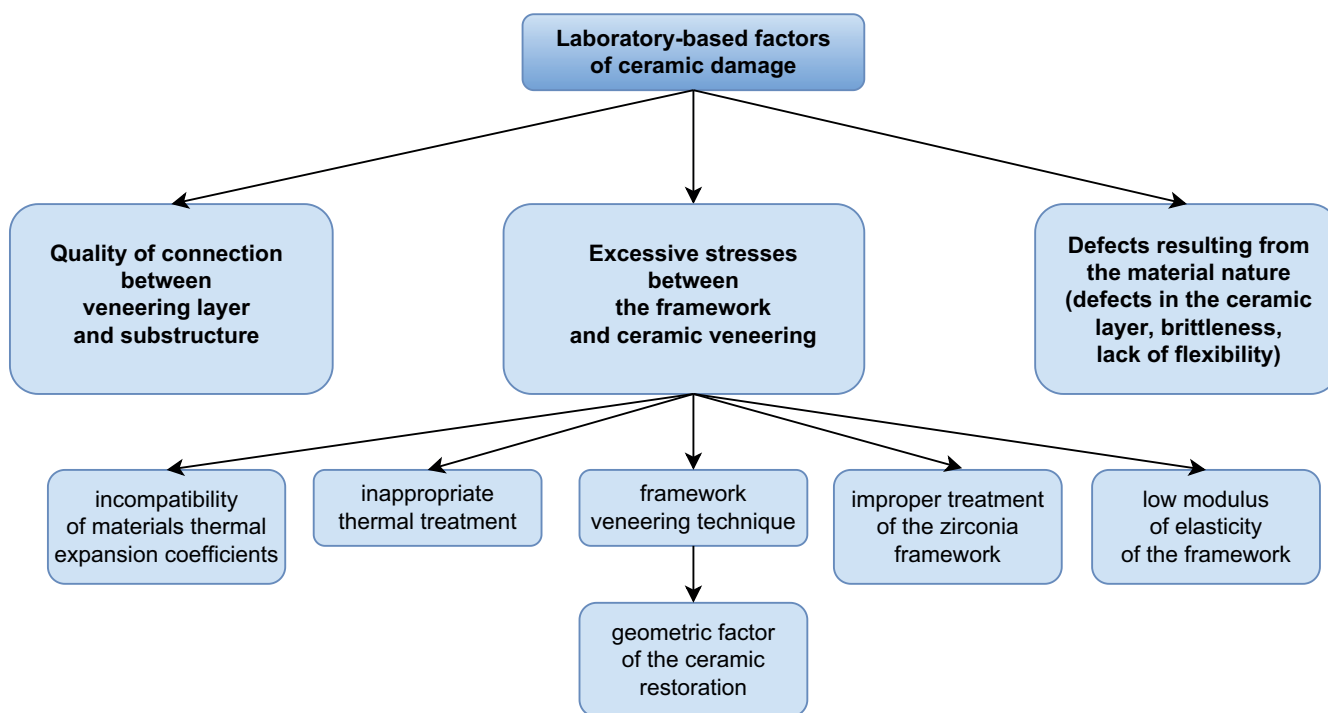 Laboratory-based factors
of ceramic damage
Quality of connection
between
veneering layer
and substructure
Excessive stresses
between
the framework
and ceramic veneering
Defects resulting from
the material nature
(defects in the ceramic
layer, brittleness,
lack of flexibility)
incompatibility
of materials thermal
expansion coefficients
inappropriate
thermal treatment
framework
veneering technique
improper treatment
of the zirconia
framework
low modulus
of elasticity
of the framework
geometric factor
of the ceramic
restoration